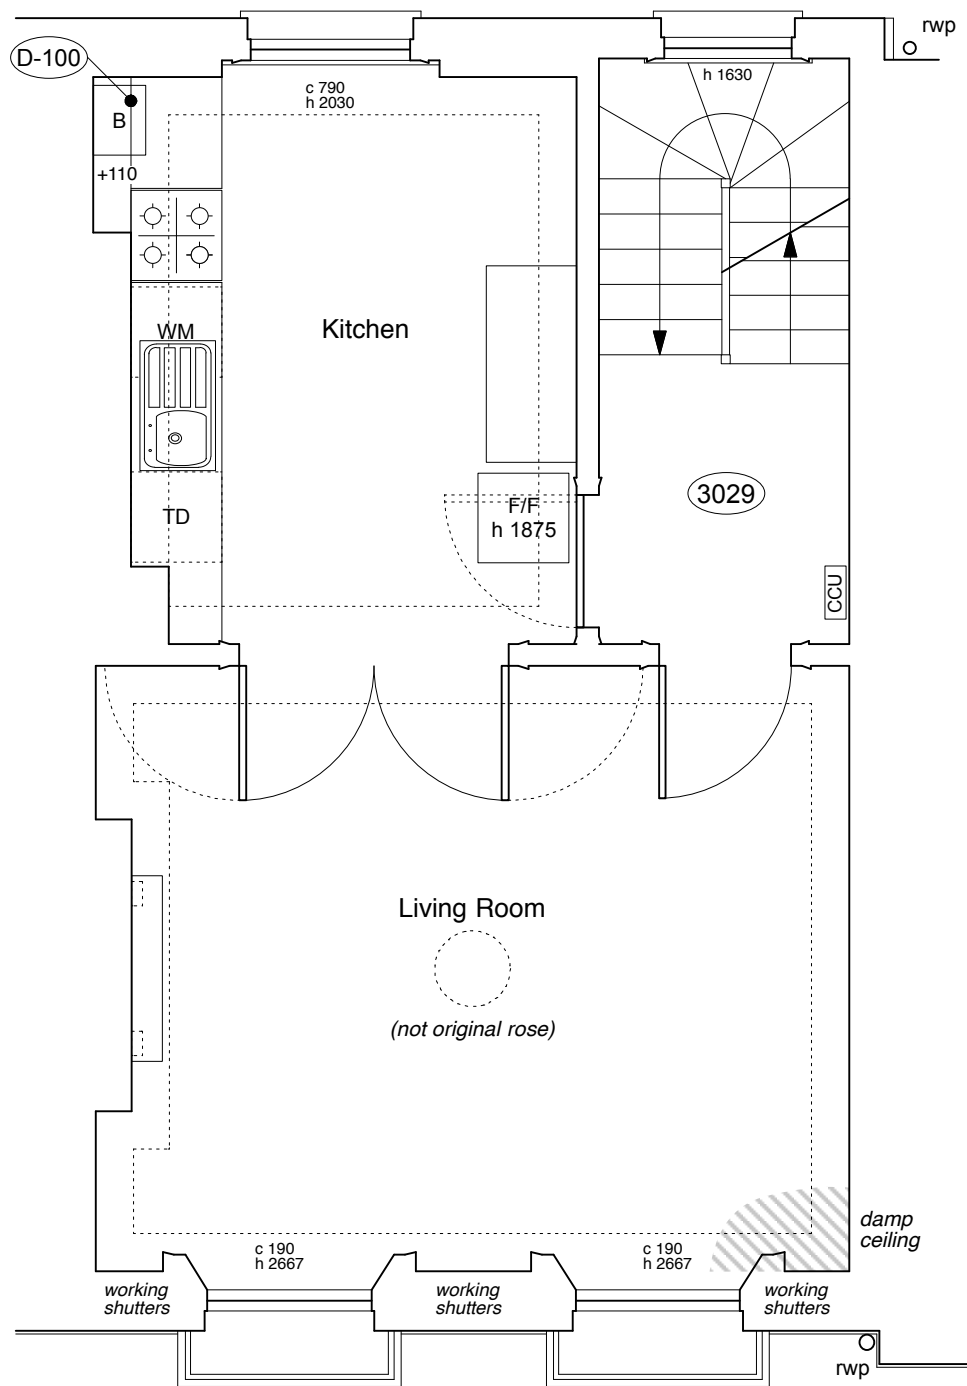 rwp
D-100
c 790
h 2030
h 1630
B
+110
WM
Kitchen
3029
F/F
h 1875
TD
CCU
Living Room
(not original rose)
damp
ceiling
c 190
h 2667
c 190
h 2667
working
shutters
working
shutters
working
shutters
rwp